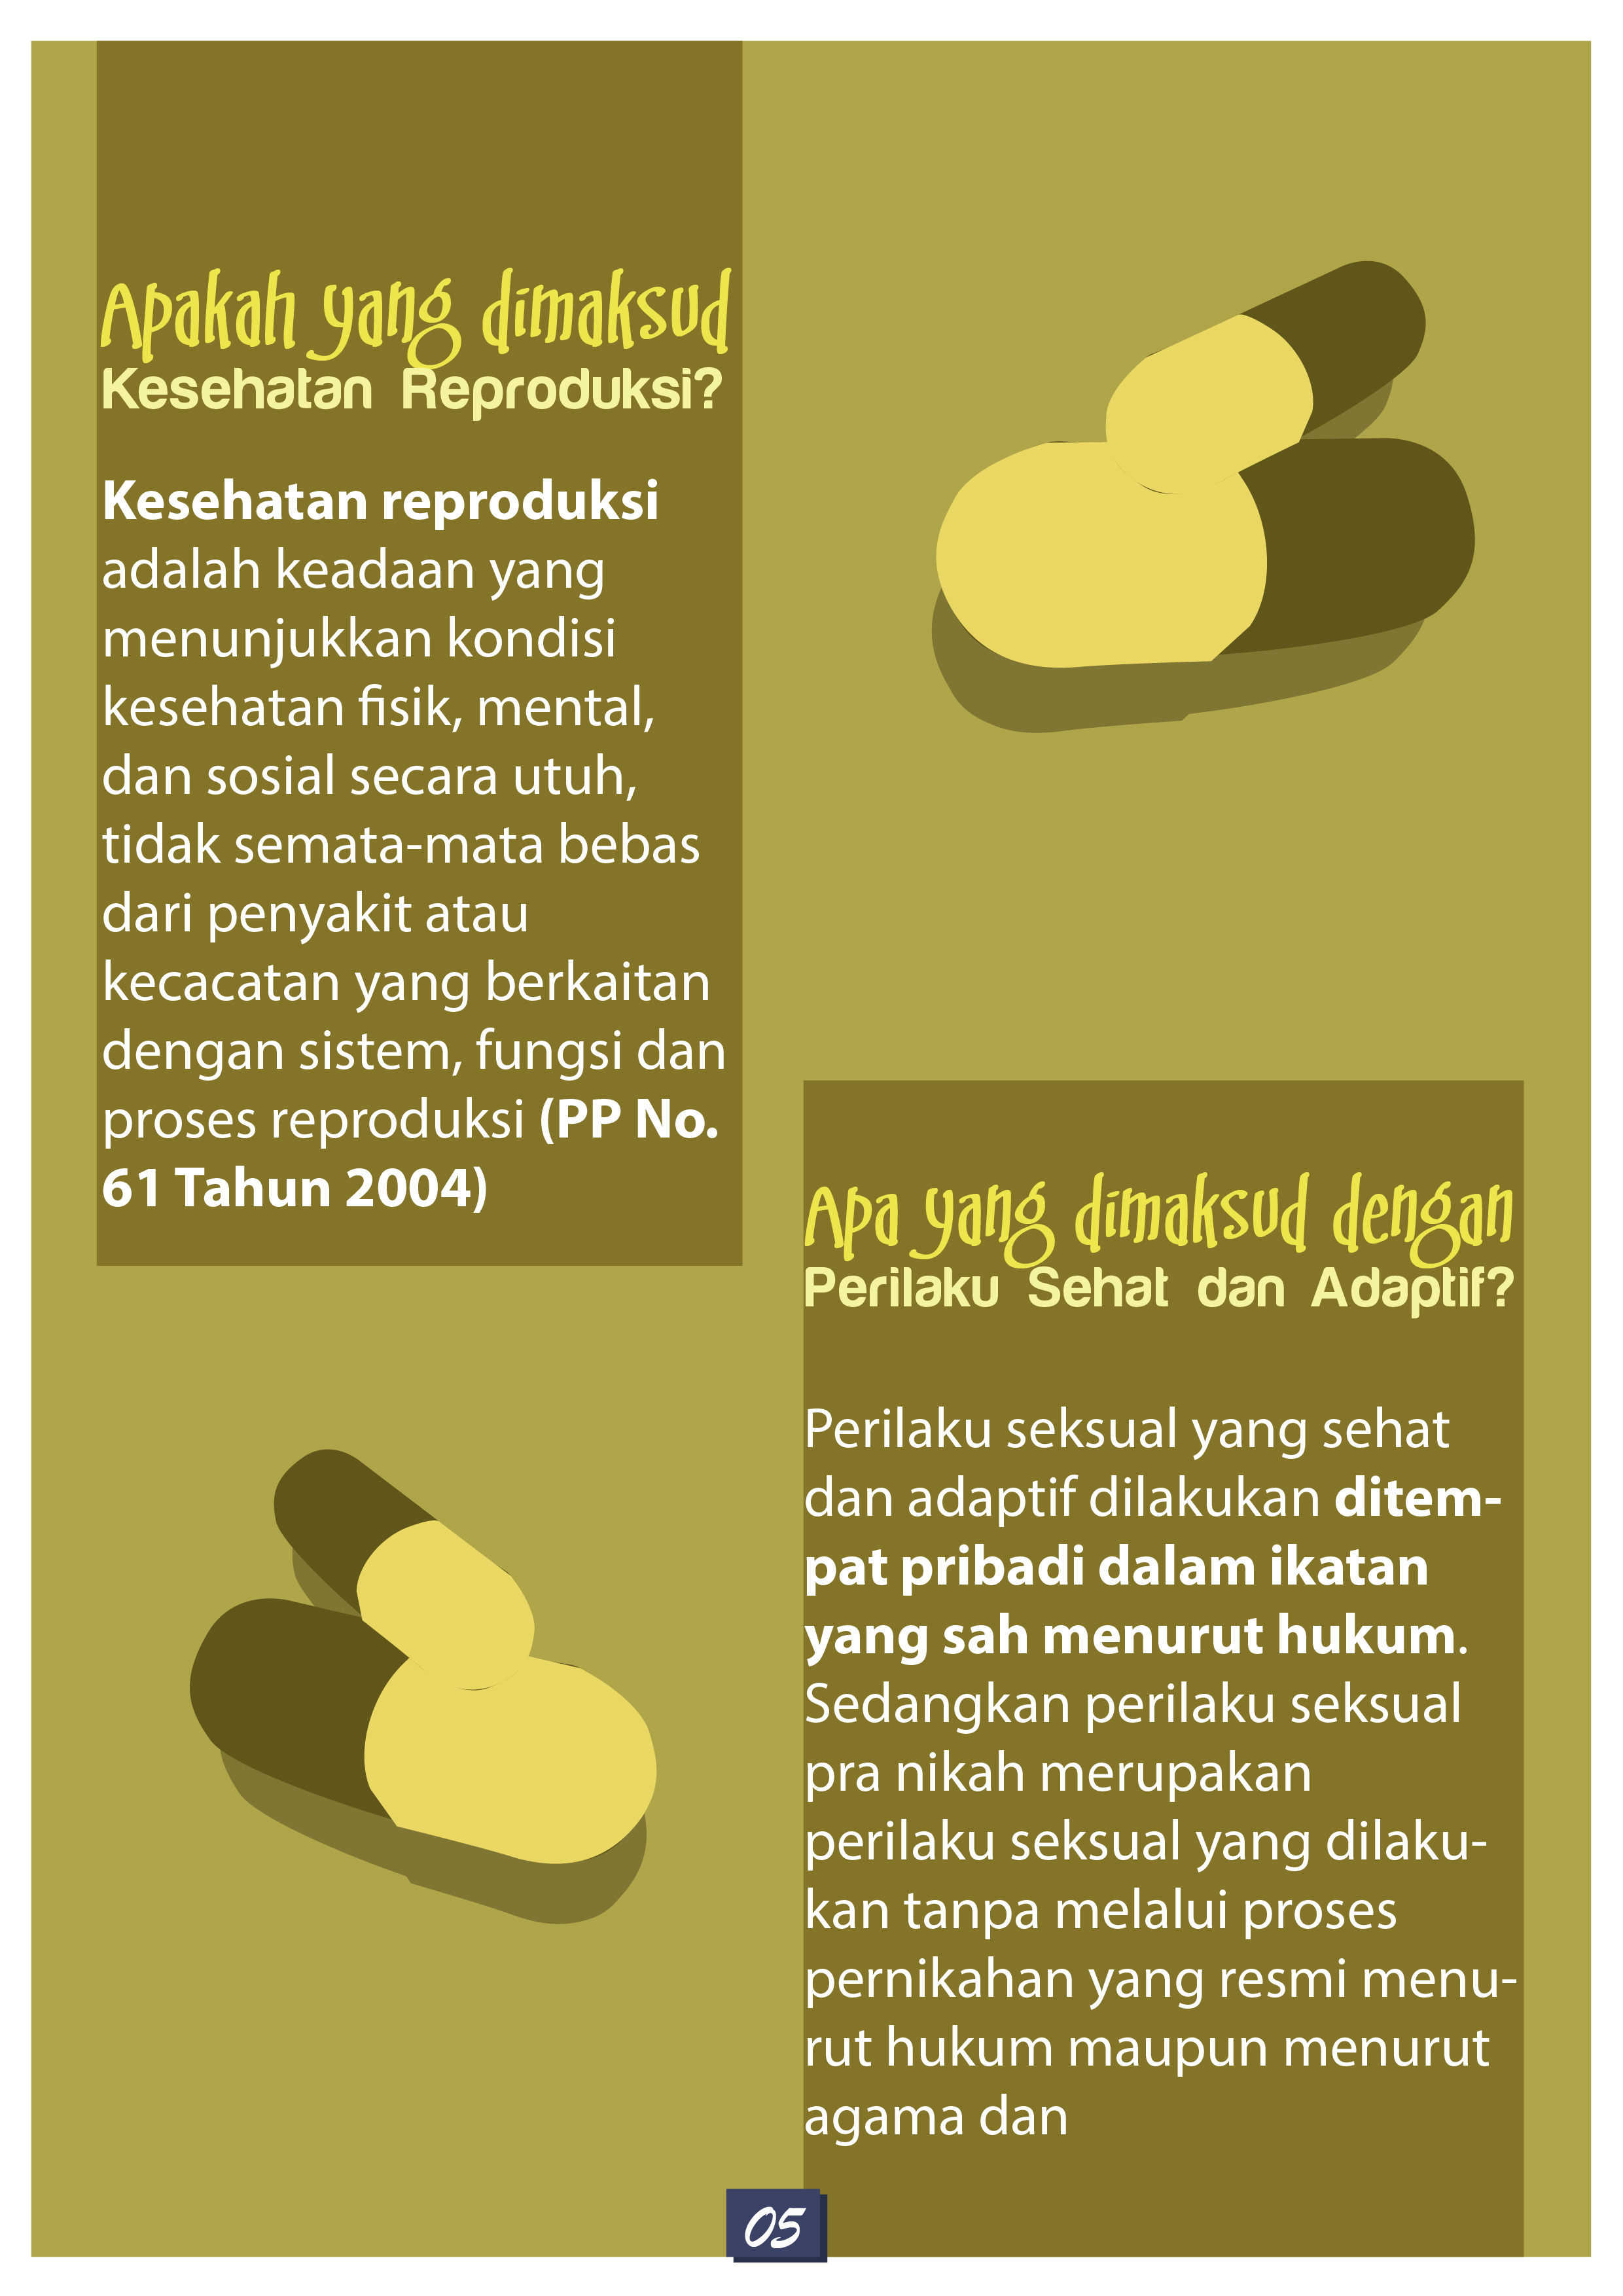 Apakah yang dimaksud
Kesehatan Reproduksi?
Kesehatan reproduksi
adalah keadaan yang
menunjukkan kondisi
kesehatan fisik, mental,
dan sosial secara utuh,
tidak semata-mata bebas
dari penyakit atau
kecacatan yang berkaitan
dengan sistem, fungsi dan
proses reproduksi (PP No.
61 Tahun 2004)
Apa yang dimaksud dengan
Perilaku Sehat dan Adaptif?
Perilaku seksual yang sehat
dan adaptif dilakukan ditem-
pat pribadi dalam ikatan
yang sah menurut hukum.
Sedangkan perilaku seksual
pra nikah merupakan
perilaku seksual yang dilaku-
kan tanpa melalui proses
pernikahan yang resmi menu-
rut hukum maupun menurut
agama dan
05